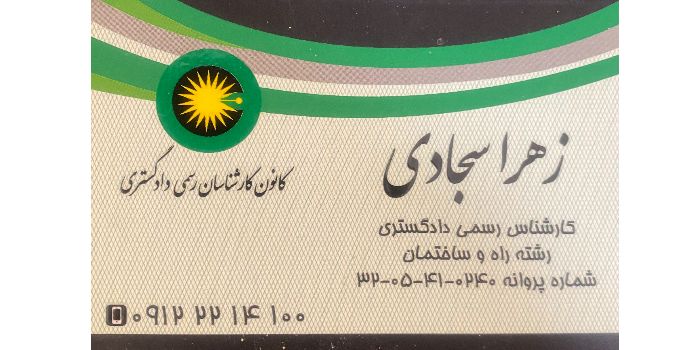 زهرا سجادی
کانون کارشناسان رسمی دادگستری
کارشناس رسمی دادگستری
رشته راه و ساختمان
شماره پروانه ۰۲۴۰-۴۱-۰۵-۳۲
۰۹۱۲ ۲۲ ۱۴ ۱۰۰